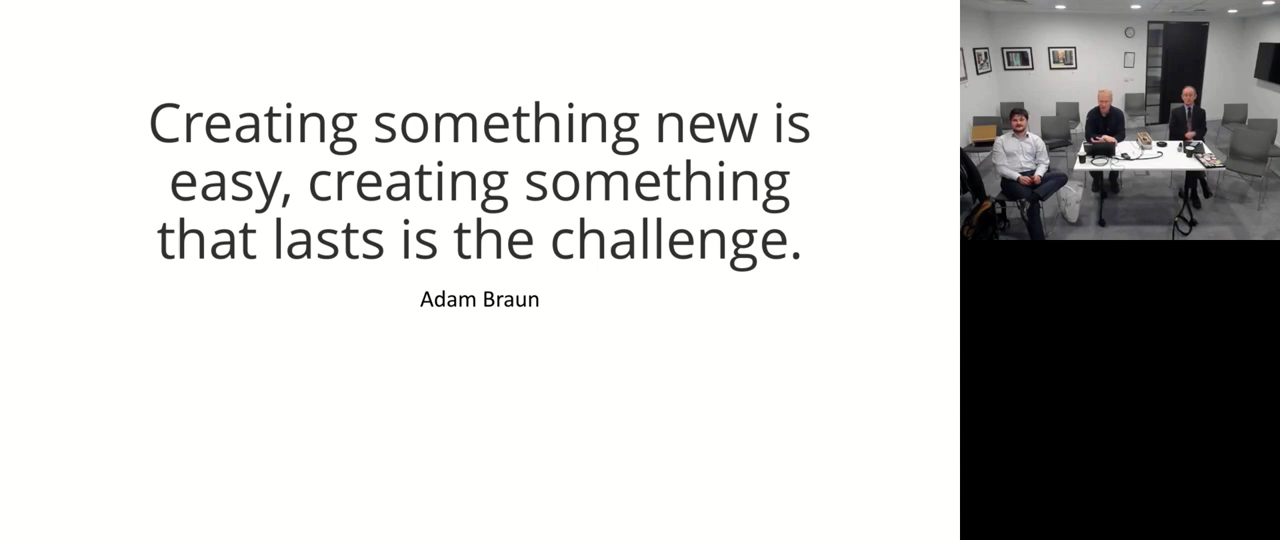 Creating something new is
easy, creating something
that lasts is the challenge.
Adam Braun